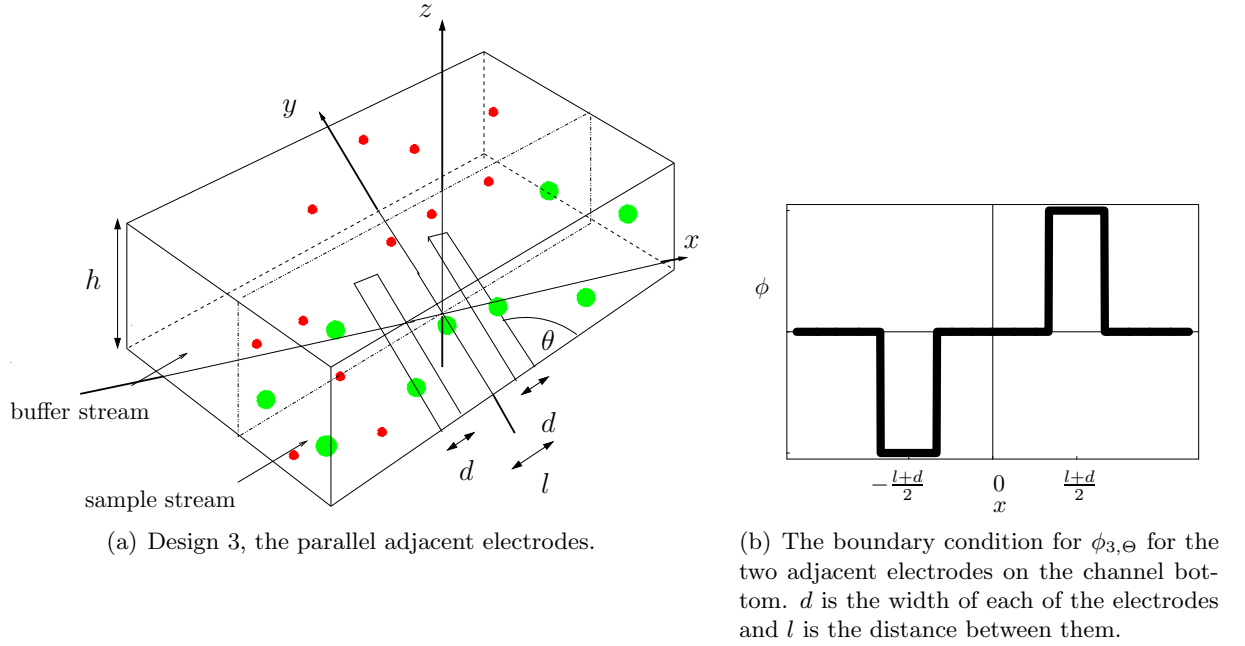 z
y
x
h
θ
buffer stream
d
d
l
sample stream
(a) Design 3, the parallel adjacent electrodes.
ϕ
−(l+d)/2
0
(l+d)/2
x
(b) The boundary condition for ϕ3,Θ for the
two adjacent electrodes on the channel bot-
tom. d is the width of each of the electrodes
and l is the distance between them.